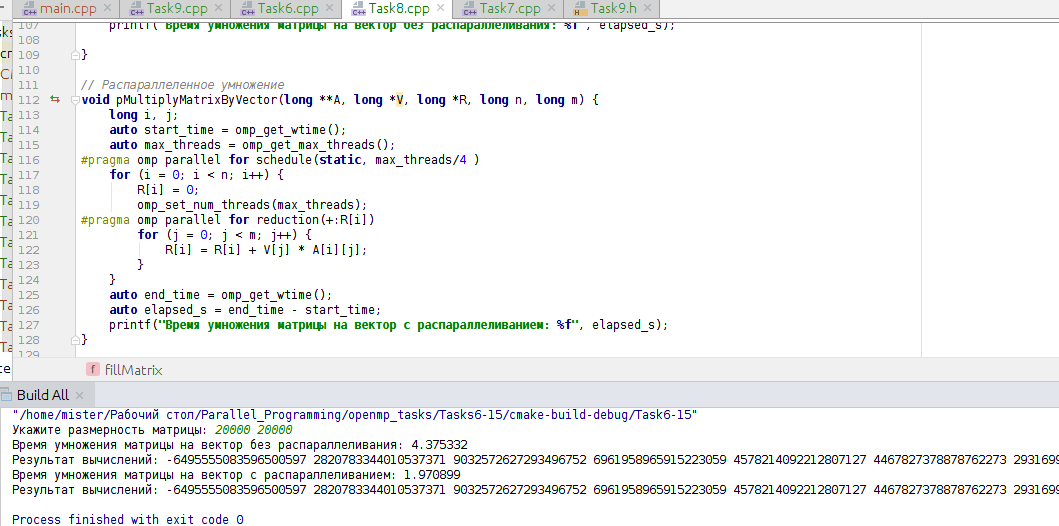 main.cpp Task9.cpp Task6.cpp Task8.cpp Task7.cpp Task9.h
107 printf("Время умножения матрицы на вектор без распараллеливания: %f", elapsed_s);
108
109 }
110
111 // Распараллеленное умножение
112 void pMultiplyMatrixByVector(long **A, long *V, long *R, long n, long m) {
113 long i, j;
114 auto start_time = omp_get_wtime();
115 auto max_threads = omp_get_max_threads();
116 #pragma omp parallel for schedule(static, max_threads/4 )
117 for (i = 0; i < n; i++) {
118 R[i] = 0;
119 omp_set_num_threads(max_threads);
120 #pragma omp parallel for reduction(+:R[i])
121 for (j = 0; j < m; j++) {
122 R[i] = R[i] + V[j] * A[i][j];
123 }
124 }
125 auto end_time = omp_get_wtime();
126 auto elapsed_s = end_time - start_time;
127 printf("Время умножения матрицы на вектор с распараллеливанием: %f", elapsed_s);
128 }
129
f fillMatrix
Build All
"/home/mister/Рабочий стол/Parallel_Programming/openmp_tasks/Tasks6-15/cmake-build-debug/Task6-15"
Укажите размерность матрицы: 20000 20000
Время умножения матрицы на вектор без распараллеливания: 4.375332
Результат вычислений: -6495555083596500597 2820783344010537371 9032572627293496752 6961958965915223059 4578214092212807127 4467827378878762273 2931699
Время умножения матрицы на вектор с распараллеливанием: 1.970899
Результат вычислений: -6495555083596500597 2820783344010537371 9032572627293496752 6961958965915223059 4578214092212807127 4467827378878762273 2931699
Process finished with exit code 0